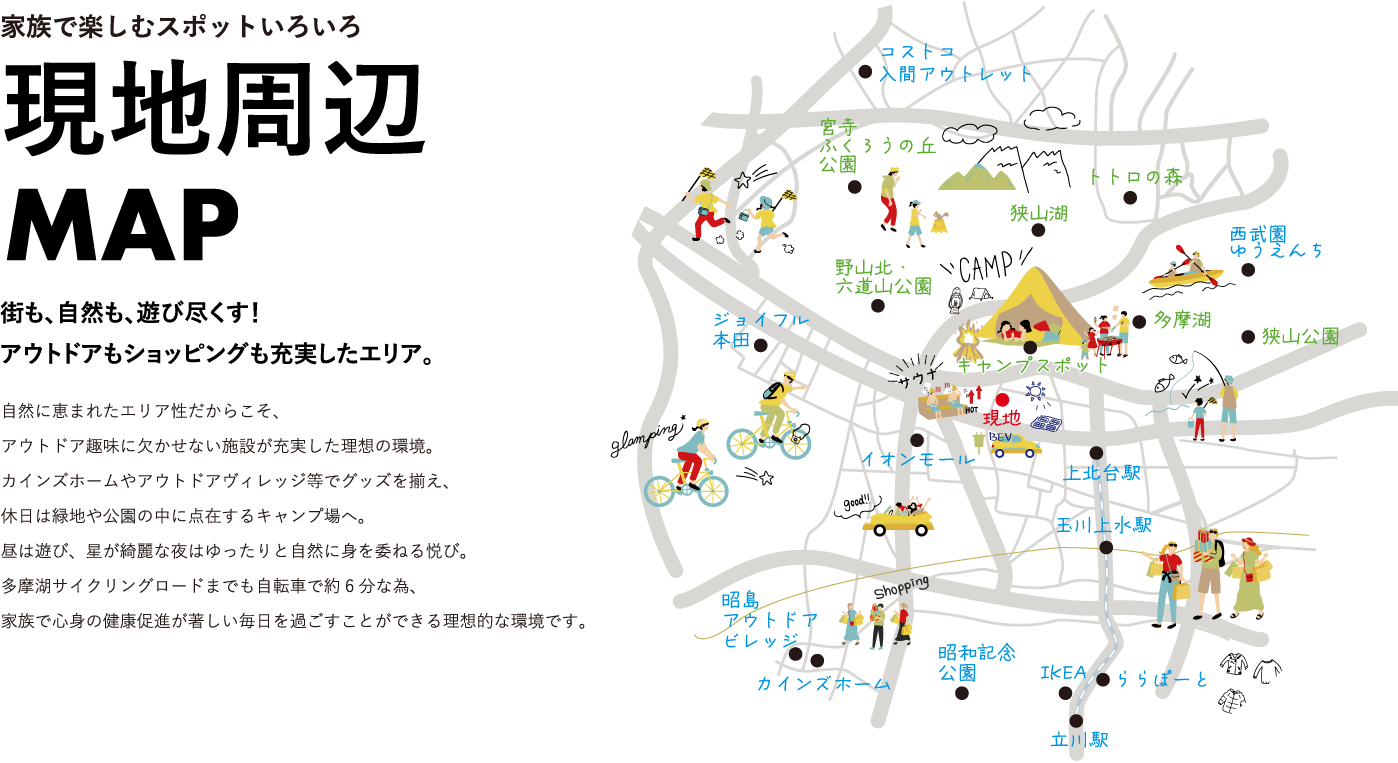 家族で楽しむスポットいろいろ
現地周辺
MAP
街も、自然も、遊び尽くす！
アウトドアもショッピングも充実したエリア。
自然に恵まれたエリア性だからこそ、
アウトドア趣味に欠かせない施設が充実した理想の環境。
カインズホームやアウトドアヴィレッジ等でグッズを揃え、
休日は緑地や公園の中に点在するキャンプ場へ。
昼は遊び、星が綺麗な夜はゆったりと自然に身を委ねる悦び。
多摩湖サイクリングロードまでも自転車で約6分な為、
家族で心身の健康促進が著しい毎日を過ごすことができる理想的な環境です。
コストコ
入間アウトレット
宮寺
ふくろうの丘
公園
トトロの森
狭山湖
西武園
ゆうえんち
野山北・
六道山公園
CAMP
ジョイフル
本田
多摩湖
狭山公園
キャンプスポット
サウナ
HOT
現地
BEV
glamping
イオンモール
上北台駅
good!!
玉川上水駅
Shopping
昭島
アウトドア
ビレッジ
カインズホーム
昭和記念
公園
IKEA
ららぽーと
立川駅